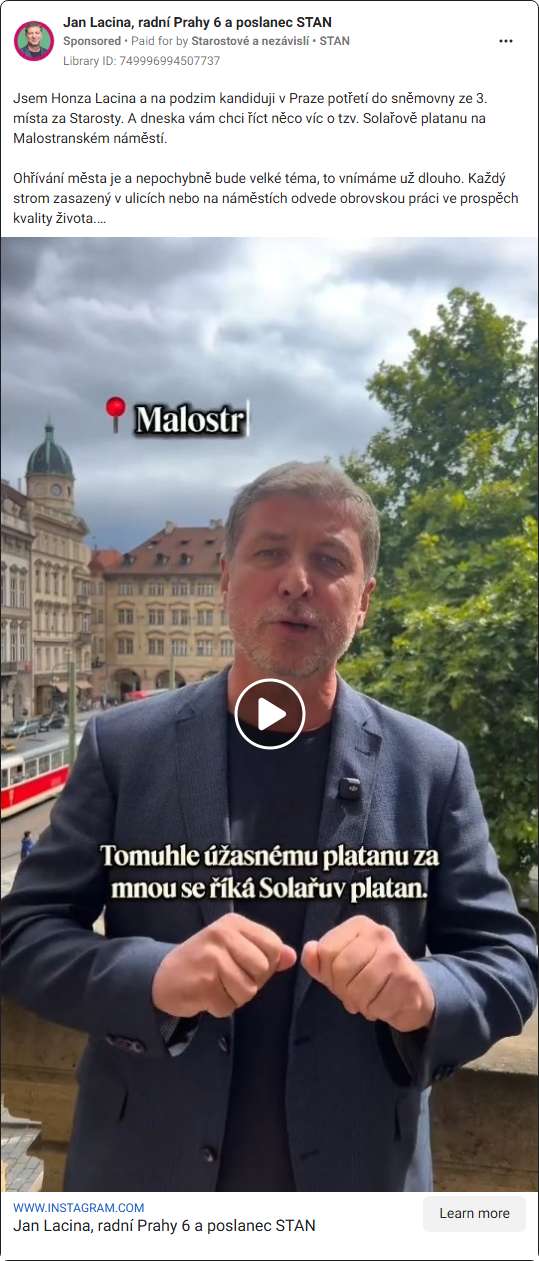 Jan Lacina, radní Prahy 6 a poslanec STAN
Sponsored • Paid for by Starostové a nezávislí • STAN
Library ID: 749996994507737
Jsem Honza Lacina a na podzim kandiduji v Praze potřetí do sněmovny ze 3.
místa za Starosty. A dneska vám chci říct něco víc o tzv. Solařově platanu na
Malostranském náměstí.
Ohřívání města je a nepochybně bude velké téma, to vnímáme už dlouho. Každý
strom zasazený v ulicích nebo na náměstích odvede obrovskou práci ve prospěch
kvality života....
Malostr
Tomuhle úžasnému platanu za
mnou se říká Solařuv platan.
WWW.INSTAGRAM.COM
Jan Lacina, radní Prahy 6 a poslanec STAN
Learn more